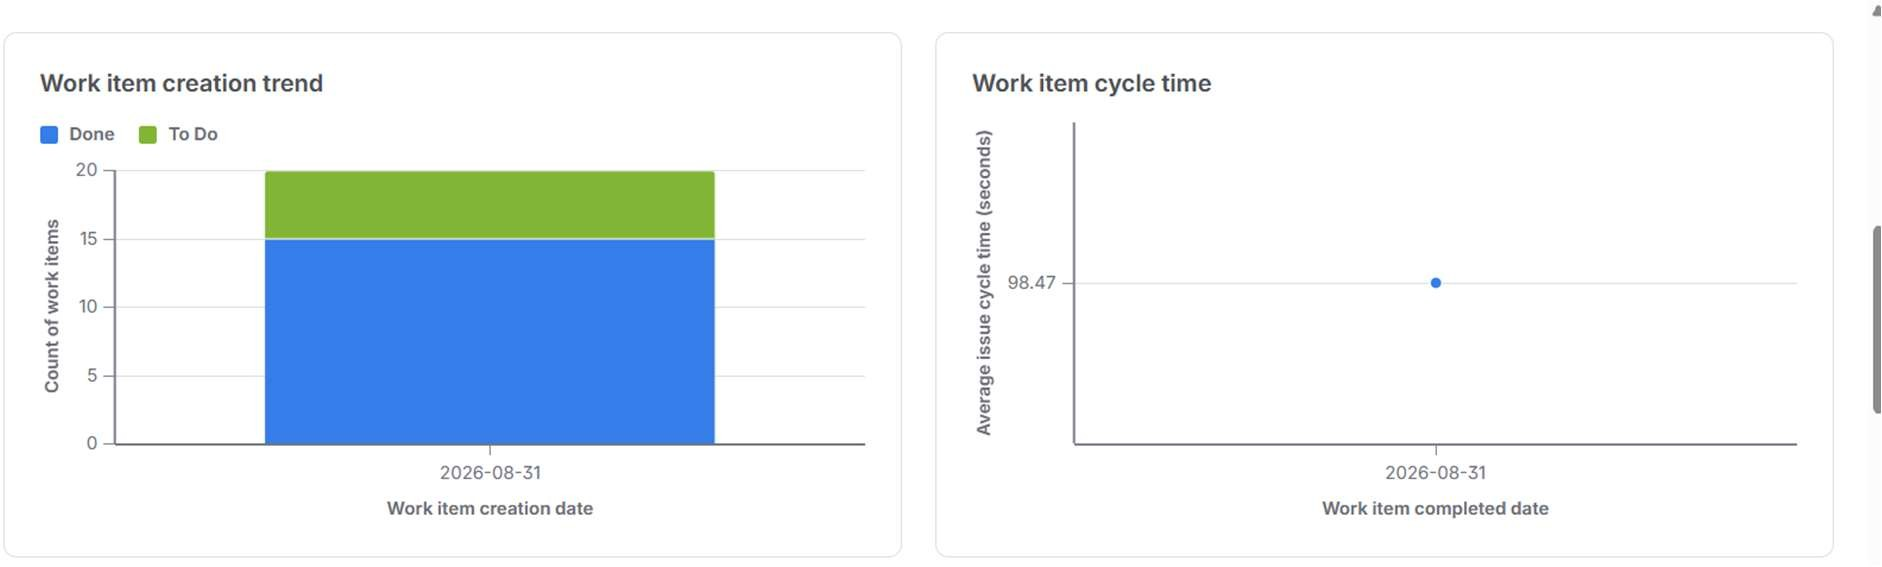 Work item creation trend
Done
To Do
20
15
10
5
0
Count of work items
2026-08-31
Work item creation date
Work item cycle time
Average issue cycle time (seconds)
98.47
2026-08-31
Work item completed date